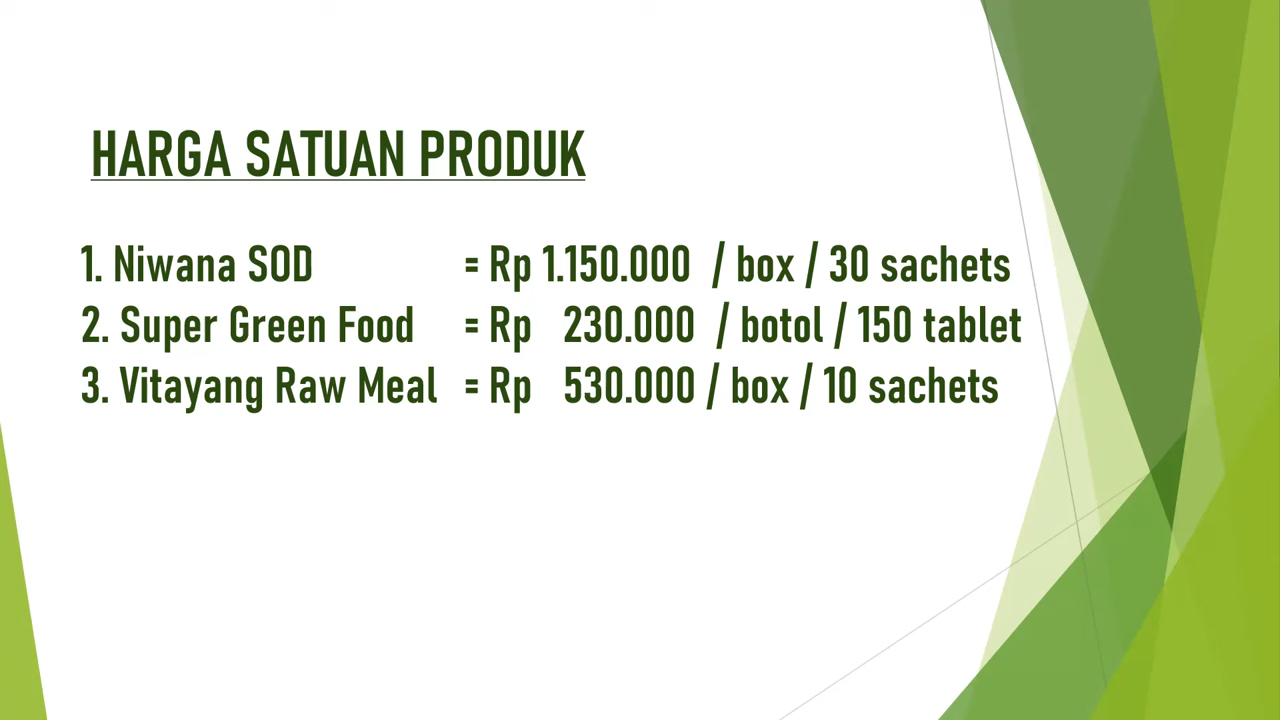 HARGA SATUAN PRODUK
1. Niwana SOD = Rp 1.150.000 / box / 30 sachets
2. Super Green Food = Rp 230.000 / botol / 150 tablet
3. Vitayang Raw Meal = Rp 530.000 / box / 10 sachets